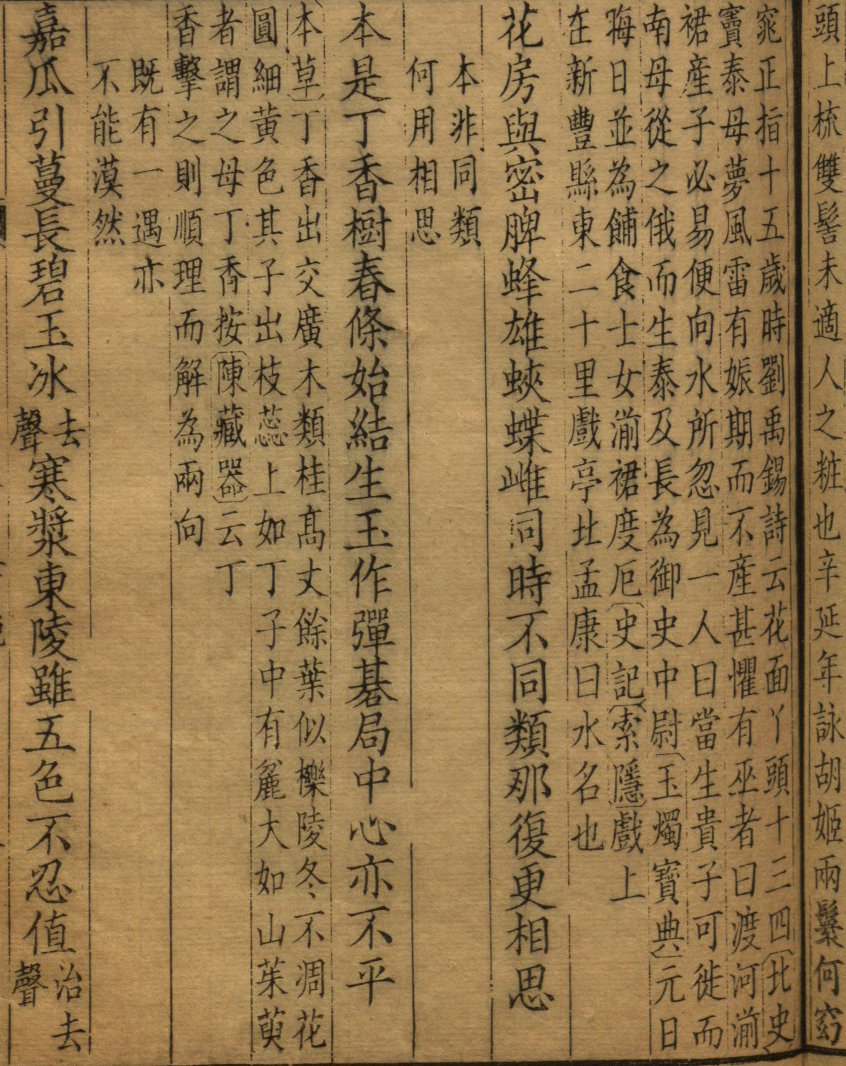 頭上梳雙髻未適人之粧也辛延年詠胡姬兩鬟何窈
窕正指十五歲時劉禹錫詩云花面丫頭十三四北史
竇泰母夢風雷有娠期而不產甚懼有巫者曰渡河湔
裙產子必易便向水所忽見一人曰當生貴子可徙而
南母從之俄而生泰及長為御史中尉玉燭寶典元日
晦日並為餔食士女湔裙度厄史記索隱戲上
在新豐縣東二十里戲亭北孟康曰水名也
花房與密脾蜂雄蛺蝶雌同時不同類那復更相思
本非同類
何用相思
本是丁香樹春條始結生玉作彈碁局中心亦不平
本草丁香出交廣木類桂高丈餘葉似櫟陵冬不凋花
圓細黃色其子出枝蕊上如丁子中有麤大如山茱萸
者謂之母丁香按陳藏器云丁
香擊之則順理而解為兩向
既有一遇亦
不能漠然
嘉瓜引蔓長碧玉冰去聲寒漿東陵雖五色不忍值治去聲